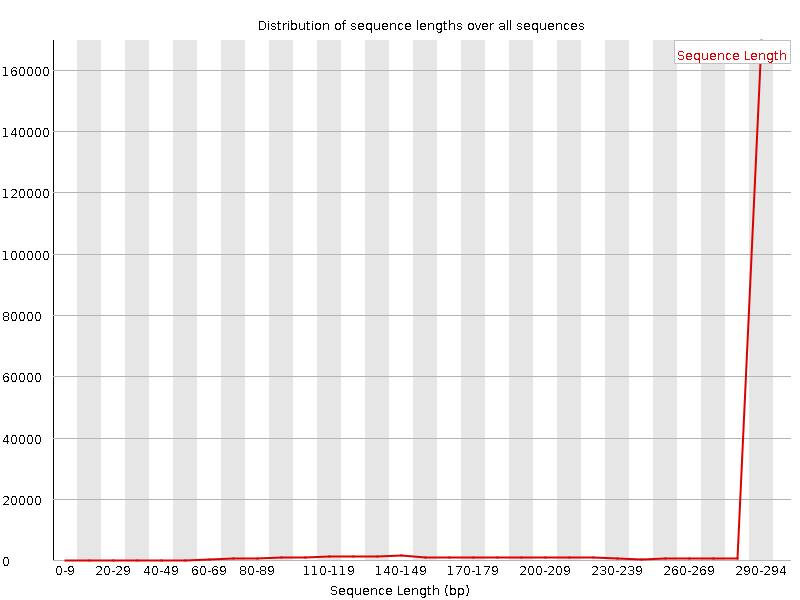 Distribution of sequence lengths over all sequences
Sequence Length
160000
140000
120000
100000
80000
60000
40000
20000
0
0-9 20-29 40-49 60-69 80-89 110-119 140-149 170-179 200-209 230-239 260-269 290-294
Sequence Length (bp)